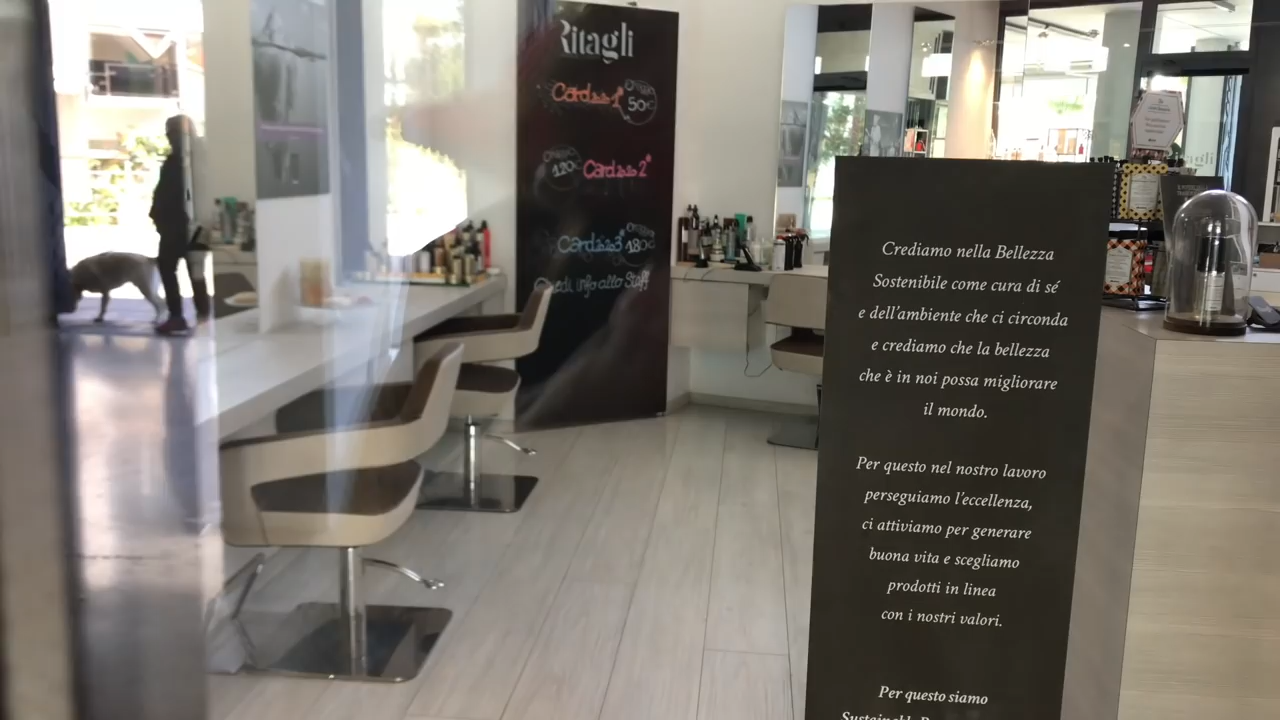 Ritagli
Card 1*
50€
120€
Card 2*
Card 3*
180€
info allo Staff
Crediamo nella Bellezza
Sostenibile come cura di sé
e dell'ambiente che ci circonda
e crediamo che la bellezza
che è in noi possa migliorare
il mondo.
Per questo nel nostro lavoro
perseguiamo l'eccellenza,
ci attiviamo per generare
buona vita e scegliamo
prodotti in linea
con i nostri valori.
Per questo siamo